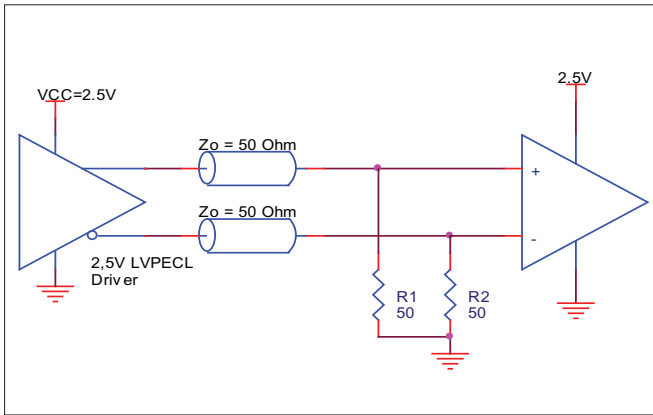 VCC=2.5V
2.5V
Zo = 50 Ohm
+
Zo = 50 Ohm
-
2,5V LVPECL
Driver
R1
50
R2
50